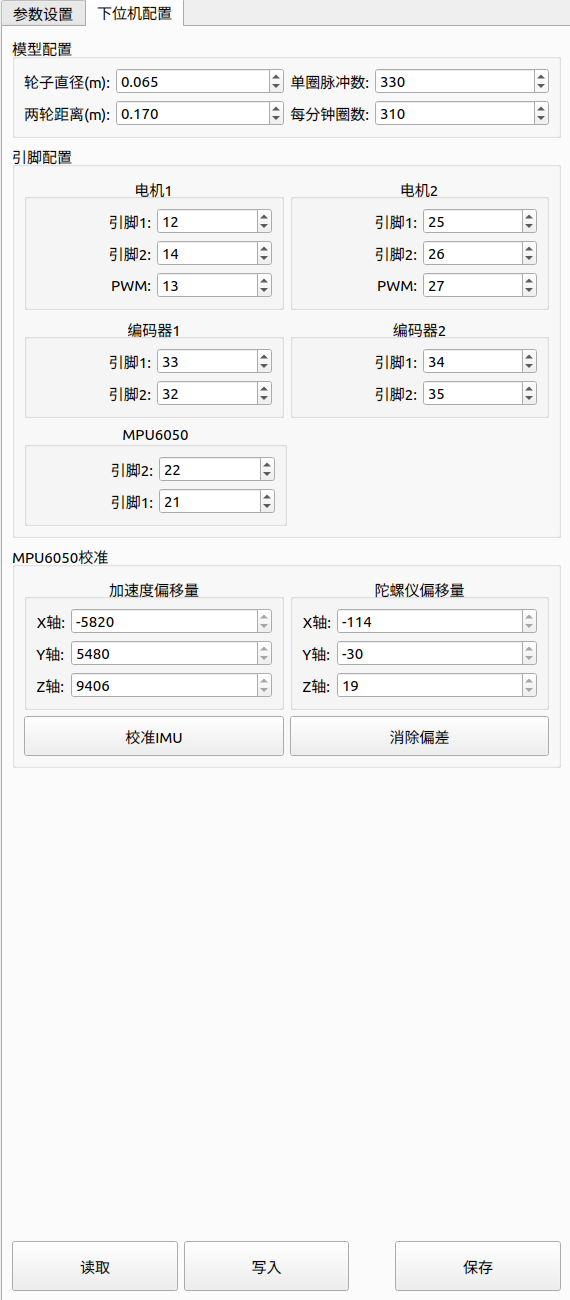 参数设置 下位机配置
模型配置
轮子直径(m): 0.065 单圈脉冲数: 330
两轮距离(m): 0.170 每分钟圈数: 310
引脚配置
电机1 电机2
引脚1: 12 引脚1: 25
引脚2: 14 引脚2: 26
PWM: 13 PWM: 27
编码器1 编码器2
引脚1: 33 引脚1: 34
引脚2: 32 引脚2: 35
MPU6050
引脚2: 22
引脚1: 21
MPU6050校准
加速度偏移量 陀螺仪偏移量
X轴: -5820 X轴: -114
Y轴: 5480 Y轴: -30
Z轴: 9406 Z轴: 19
校准IMU 消除偏差
读取 写入 保存